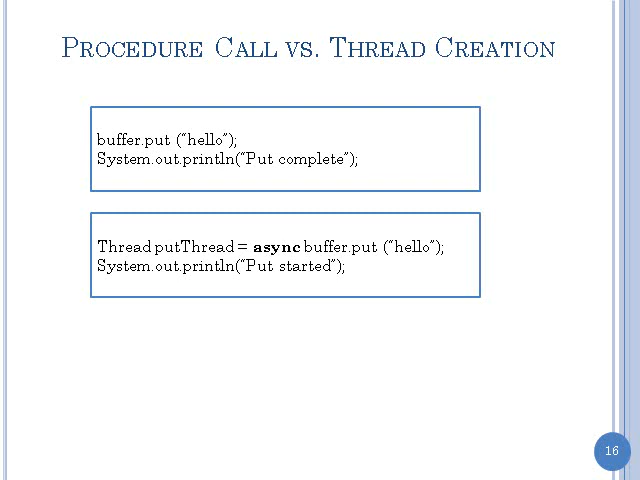 PROCEDURE CALL VS. THREAD CREATION
buffer.put (“hello”);
System.out.println(“Put complete”);
Thread putThread = async buffer.put (“hello”);
System.out.println(“Put started”);
16